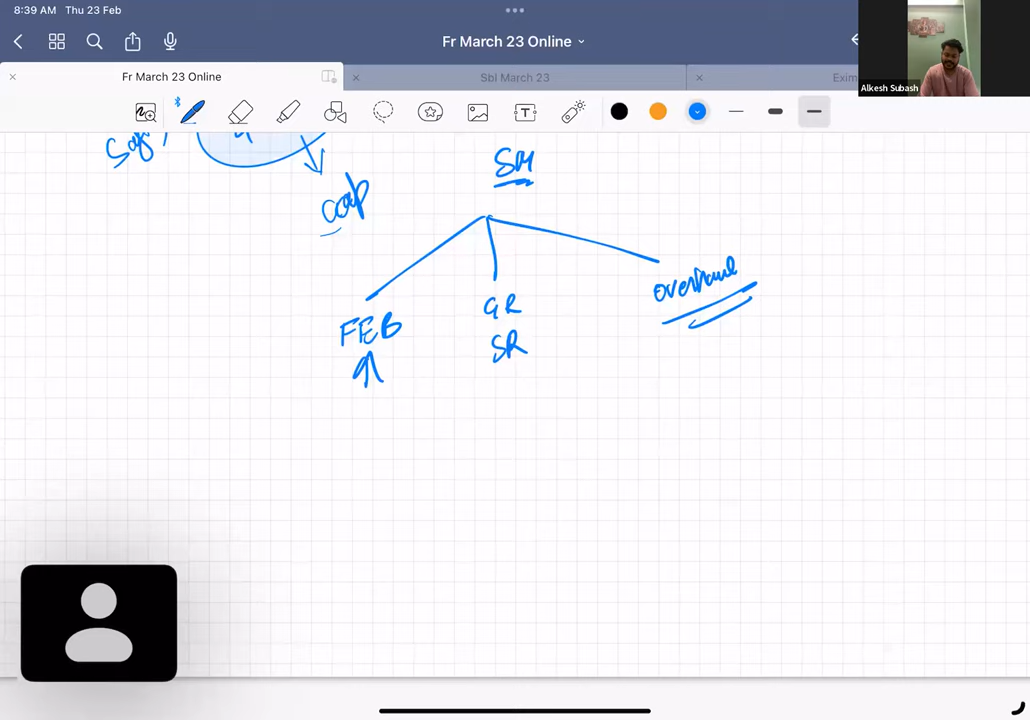 8:39 AM Thu 23 Feb
Fr March 23 Online
Alkesh Subash
Fr March 23 Online
Sbl March 23
Exim
T
SM
overhaul
FEB
GR
SR